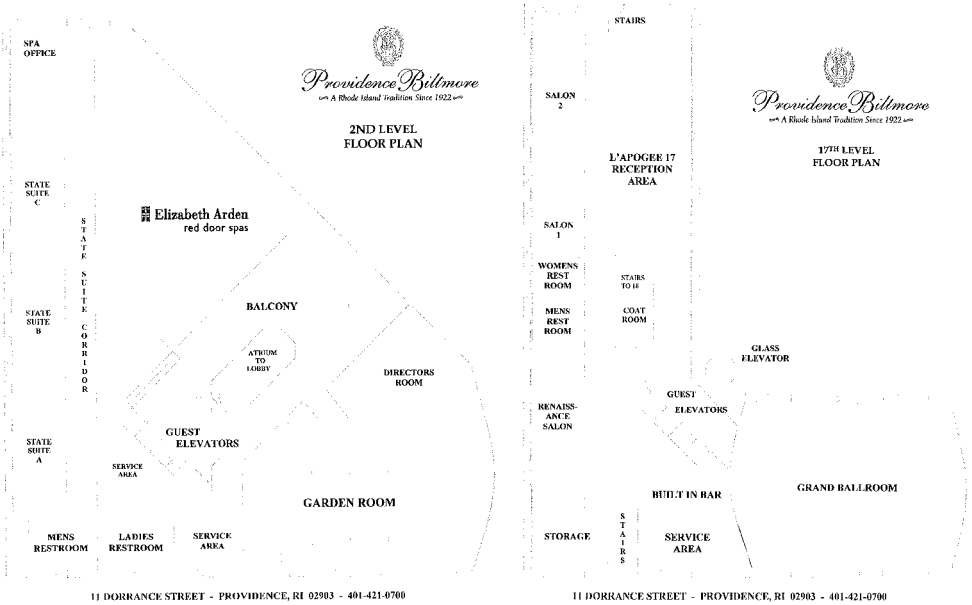 SPA
OFFICE
Providence Biltmore
A Rhode Island Tradition Since 1922
2ND LEVEL
FLOOR PLAN
STATE
SUITE
C
Elizabeth Arden
red door spas
STATE SUITE CORRIDOR
BALCONY
STATE
SUITE
B
ATRIUM
TO
LOBBY
DIRECTORS
ROOM
GUEST
ELEVATORS
STATE
SUITE
A
SERVICE
AREA
GARDEN ROOM
MENS
RESTROOM
LADIES
RESTROOM
SERVICE
AREA
11 DORRANCE STREET - PROVIDENCE, RI 02903 - 401-421-0700
STAIRS
Providence Biltmore
A Rhode Island Tradition Since 1922
17TH LEVEL
FLOOR PLAN
SALON
2
L'APOGEE 17
RECEPTION
AREA
SALON
1
WOMENS
REST
ROOM
STAIRS
TO 18
MENS
REST
ROOM
COAT
ROOM
GLASS
ELEVATOR
GUEST
ELEVATORS
RENAISS-
ANCE
SALON
GRAND BALLROOM
BUILT IN BAR
STORAGE
STAIRS
SERVICE
AREA
11 DORRANCE STREET - PROVIDENCE, RI 02903 - 401-421-0700